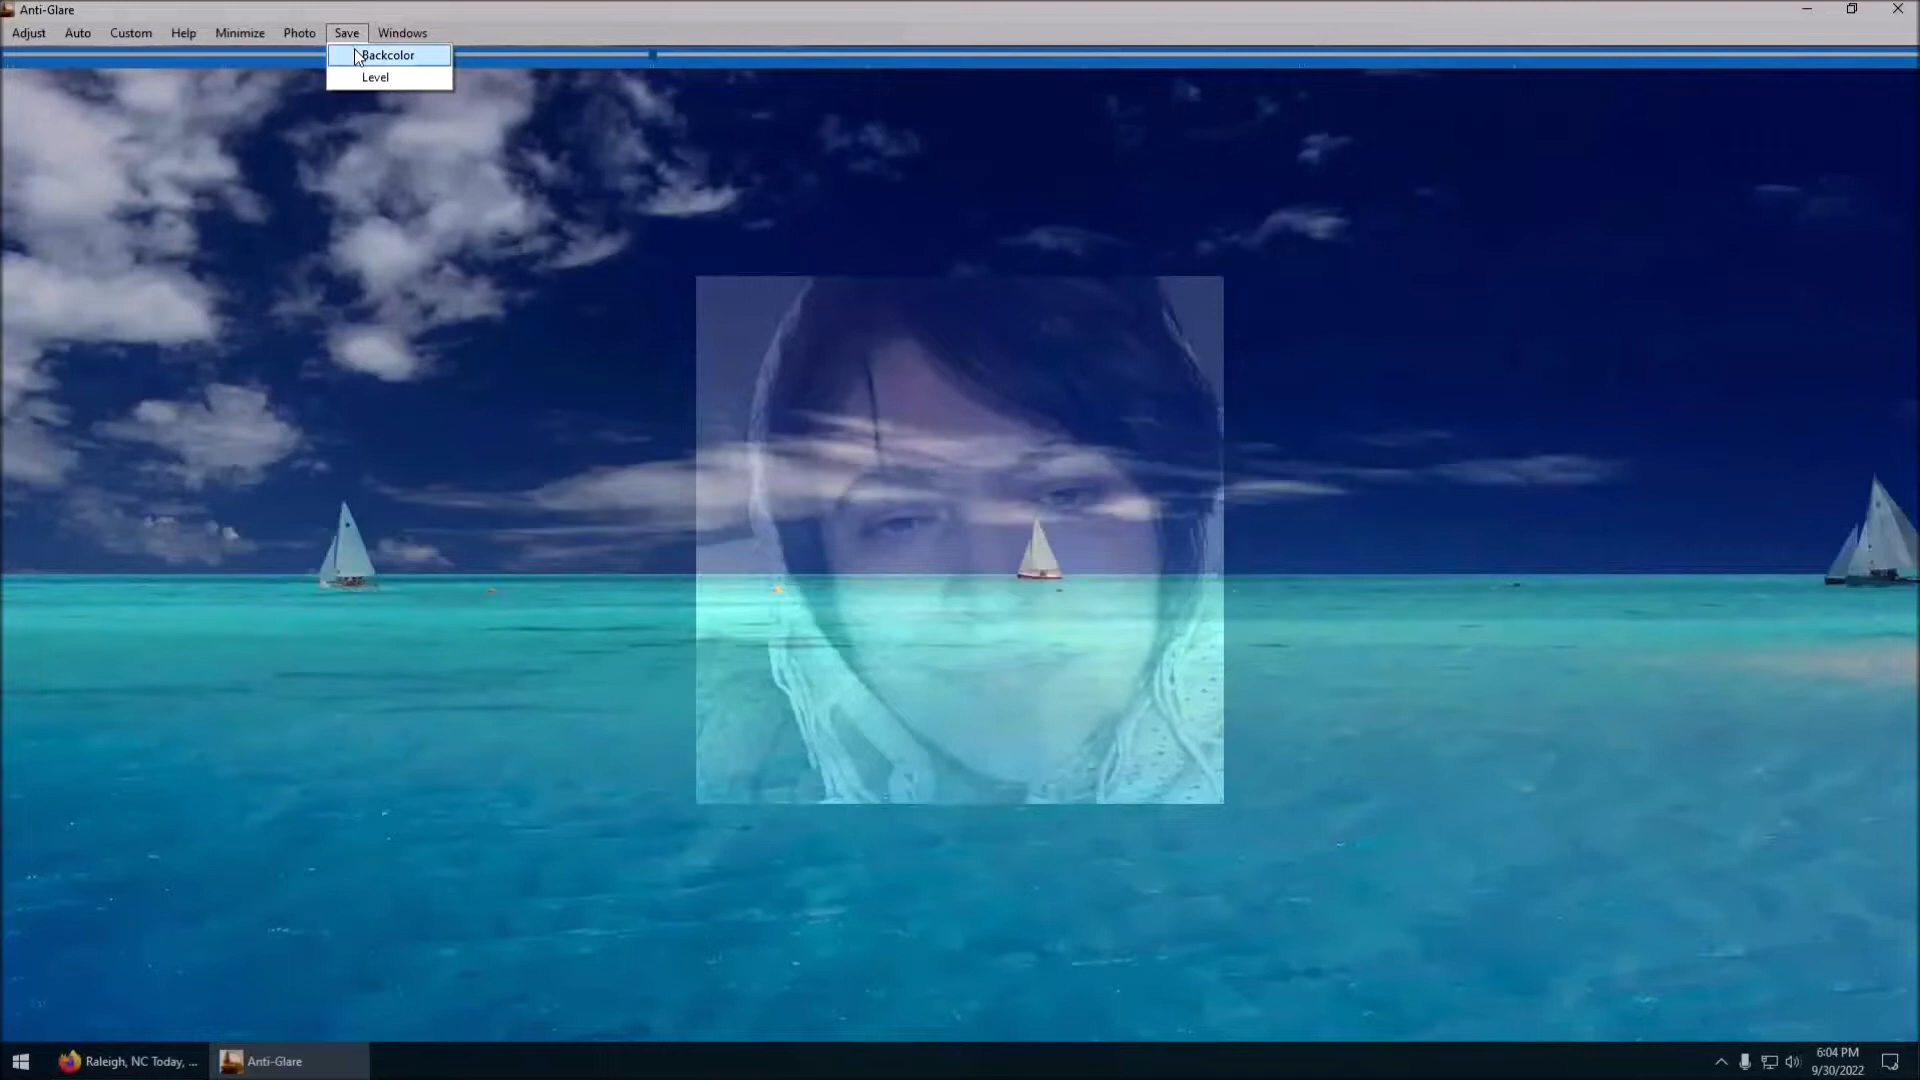 Anti-Glare
Adjust Auto Custom Help Minimize Photo Save Windows
Backcolor
Level
Raleigh, NC Today, ...
Anti-Glare
6:04 PM
9/30/2022